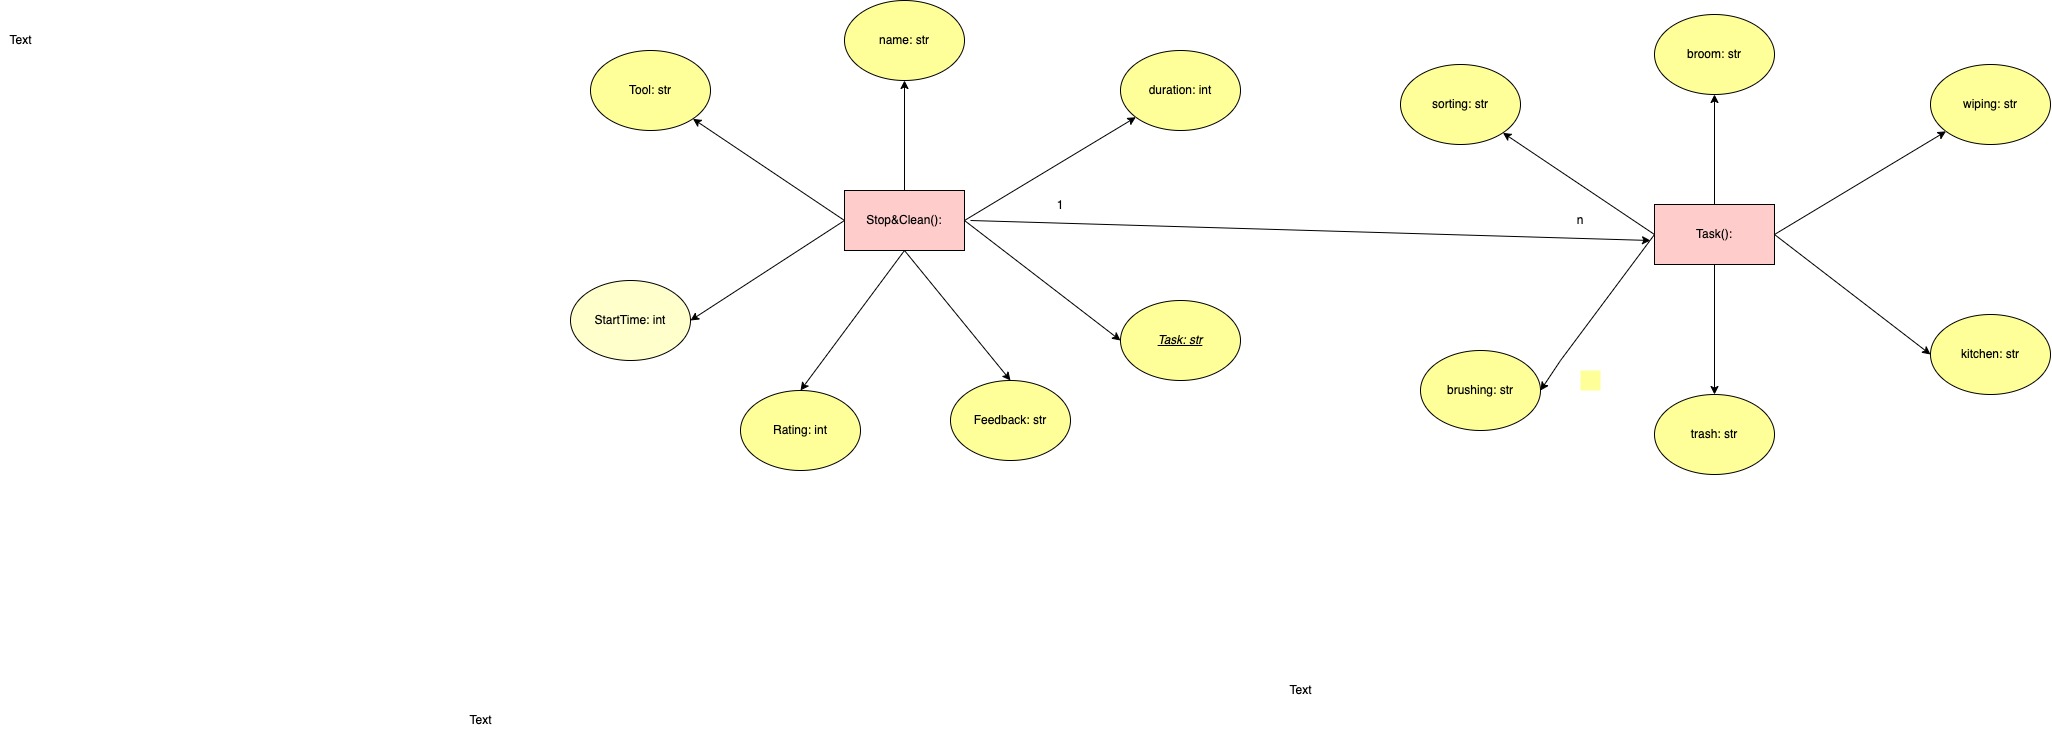 Text
name: str
Tool: str
duration: int
broom: str
sorting: str
wiping: str
Stop&Clean():
1
n
Task():
StartTime: int
Task: str
Rating: int
Feedback: str
brushing: str
kitchen: str
trash: str
Text
Text